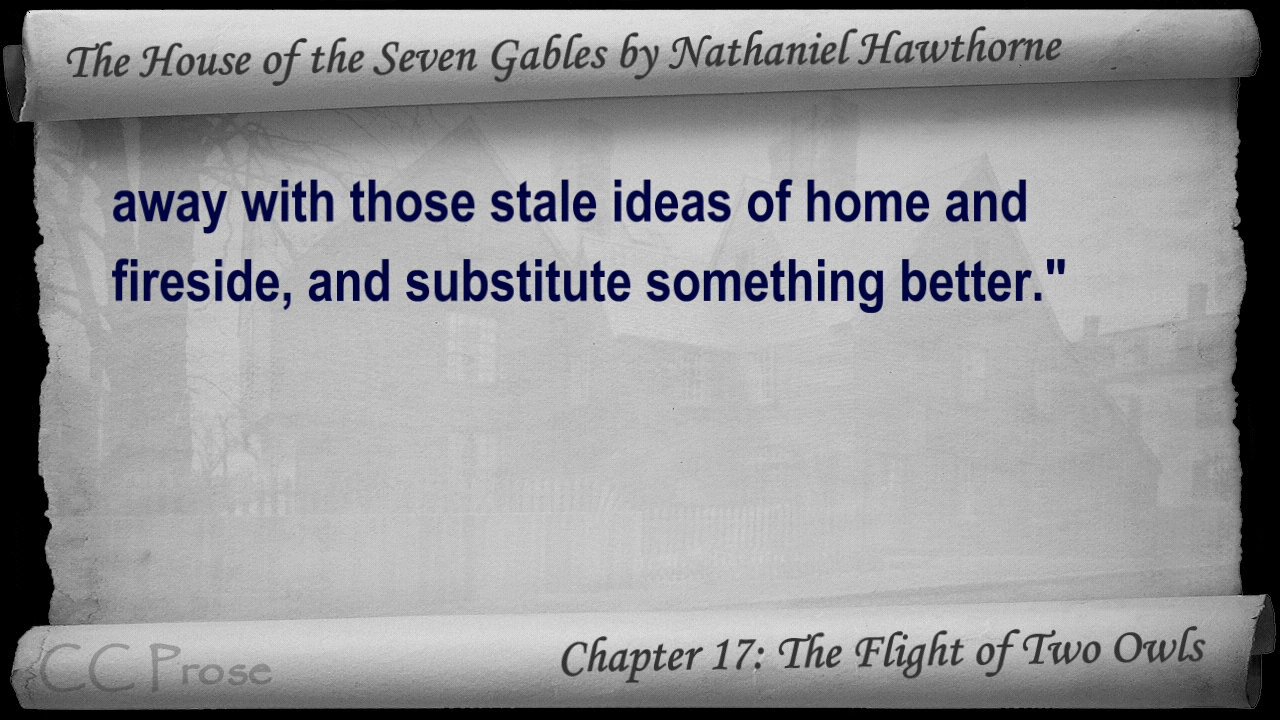 The House of the Seven Gables by Nathaniel Hawthorne
away with those stale ideas of home and
fireside, and substitute something better."
CC Prose
Chapter 17: The Flight of Two Owls